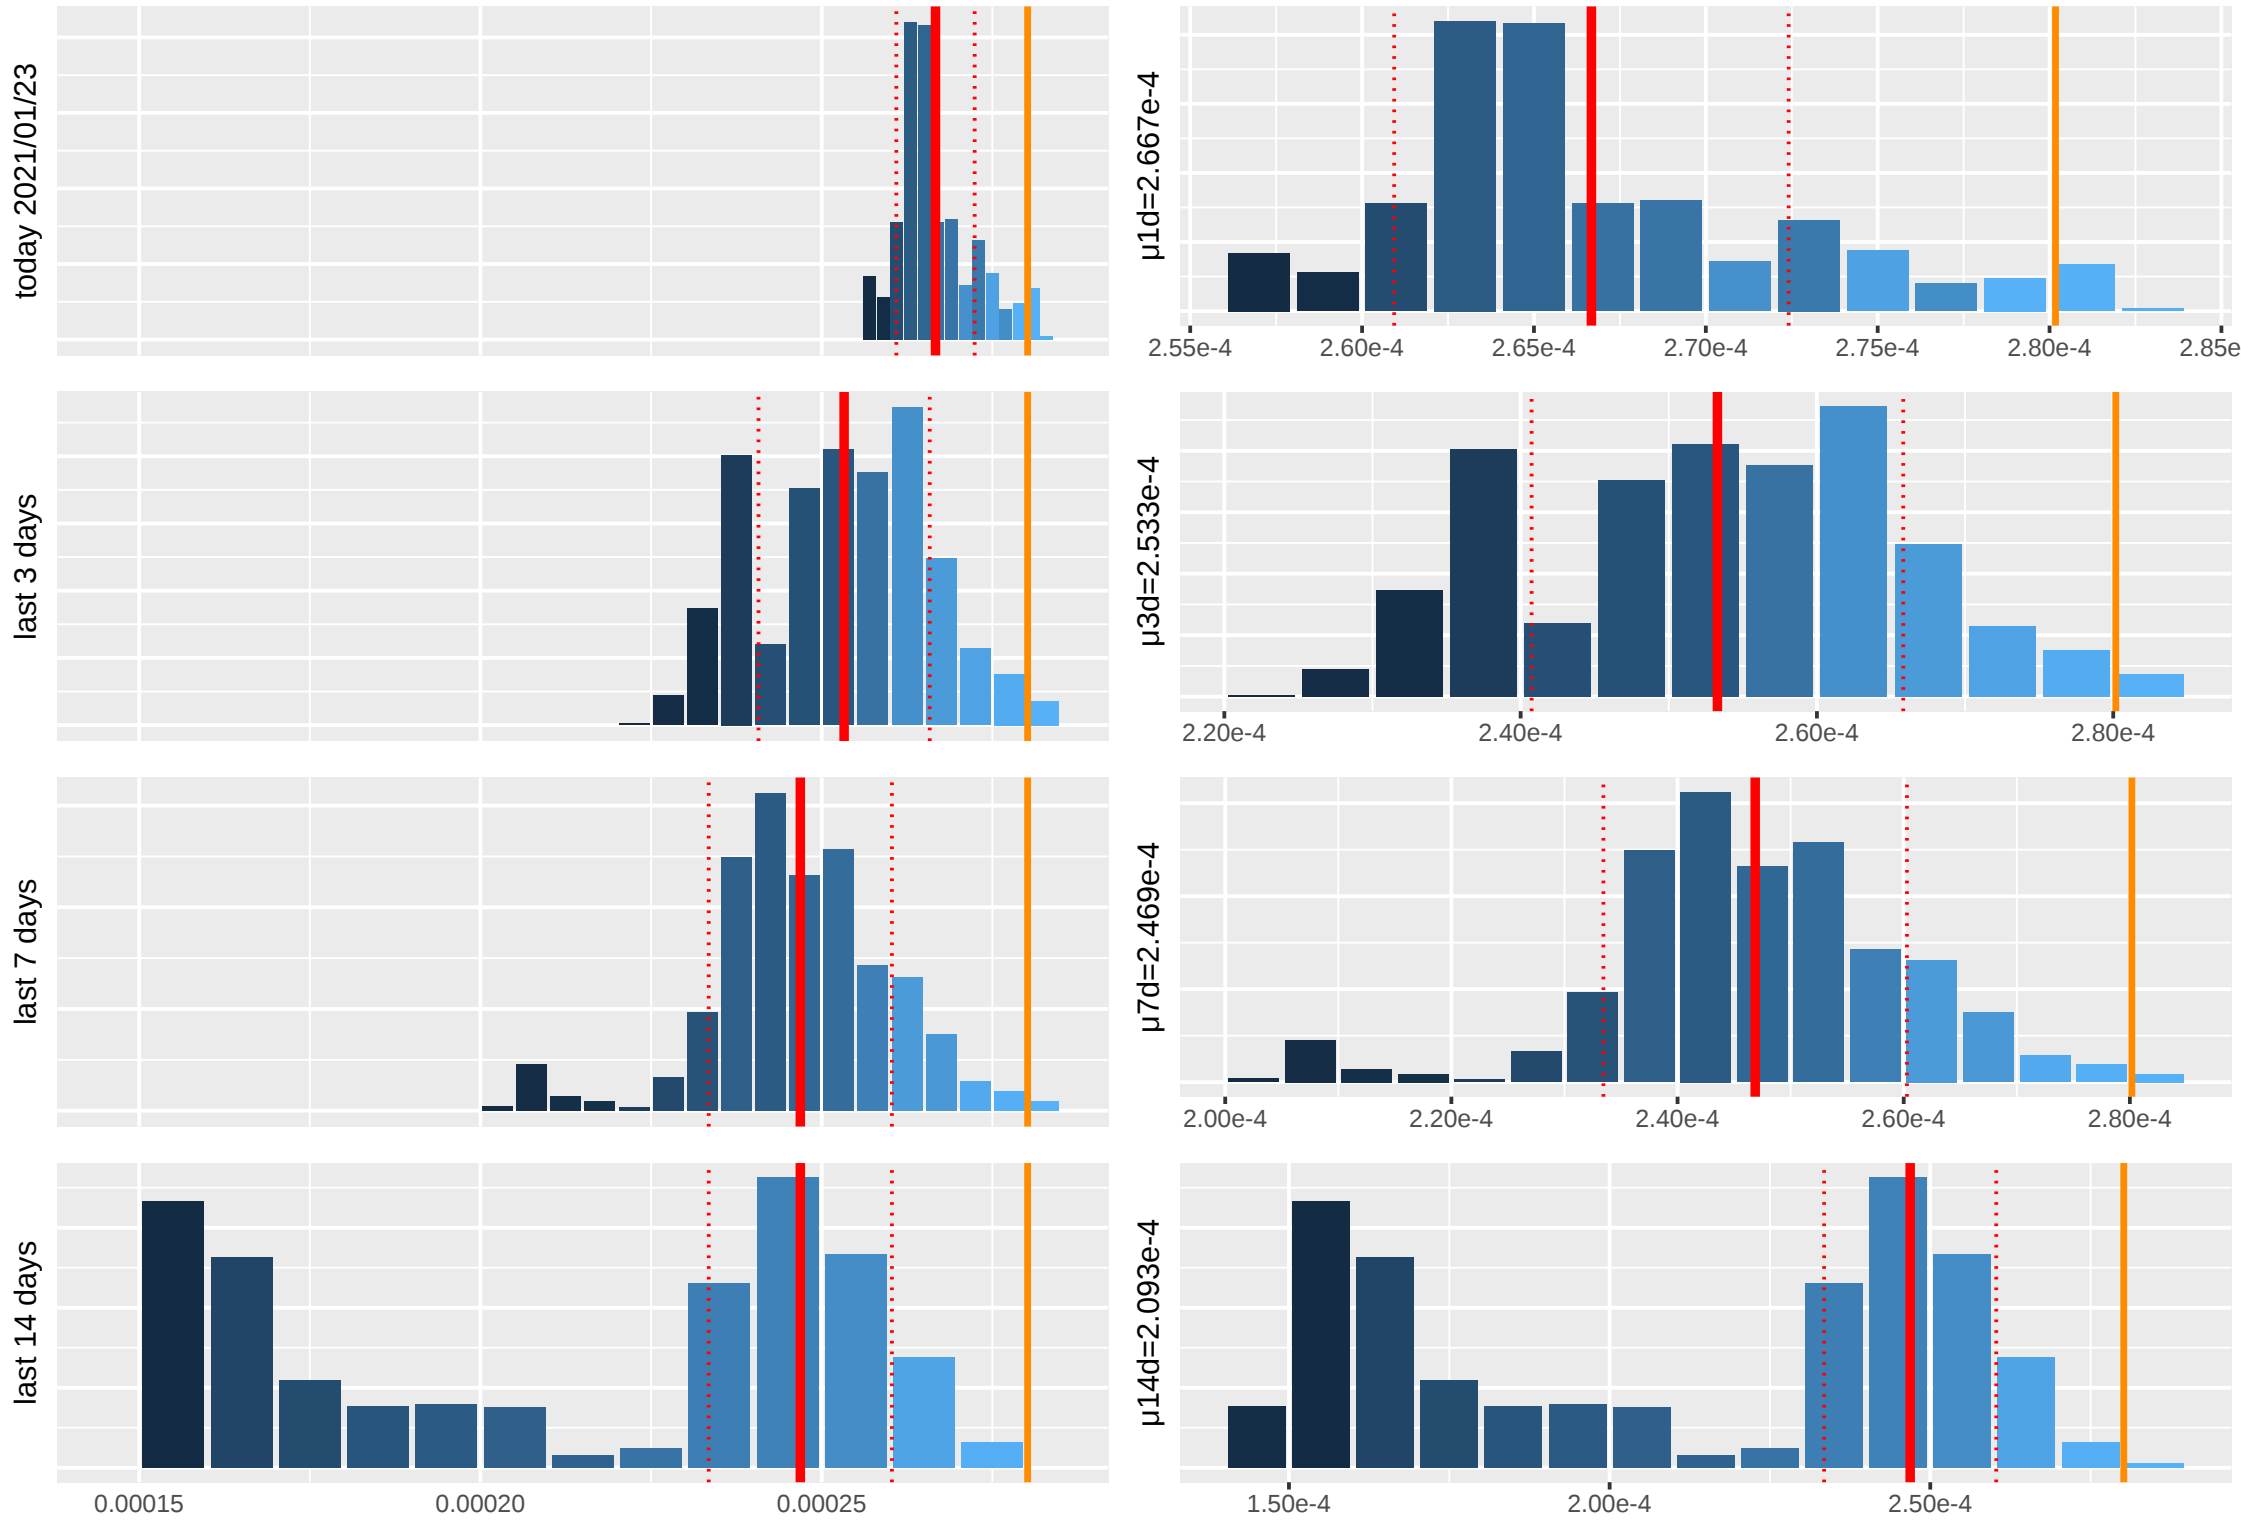 today 2021/01/23
µ1d=2.667e-4
2.55e-4 2.60e-4 2.65e-4 2.70e-4 2.75e-4 2.80e-4 2.85e
last 3 days
µ3d=2.533e-4
2.20e-4 2.40e-4 2.60e-4 2.80e-4
last 7 days
µ7d=2.469e-4
2.00e-4 2.20e-4 2.40e-4 2.60e-4 2.80e-4
last 14 days
µ14d=2.093e-4
0.00015 0.00020 0.00025
1.50e-4 2.00e-4 2.50e-4